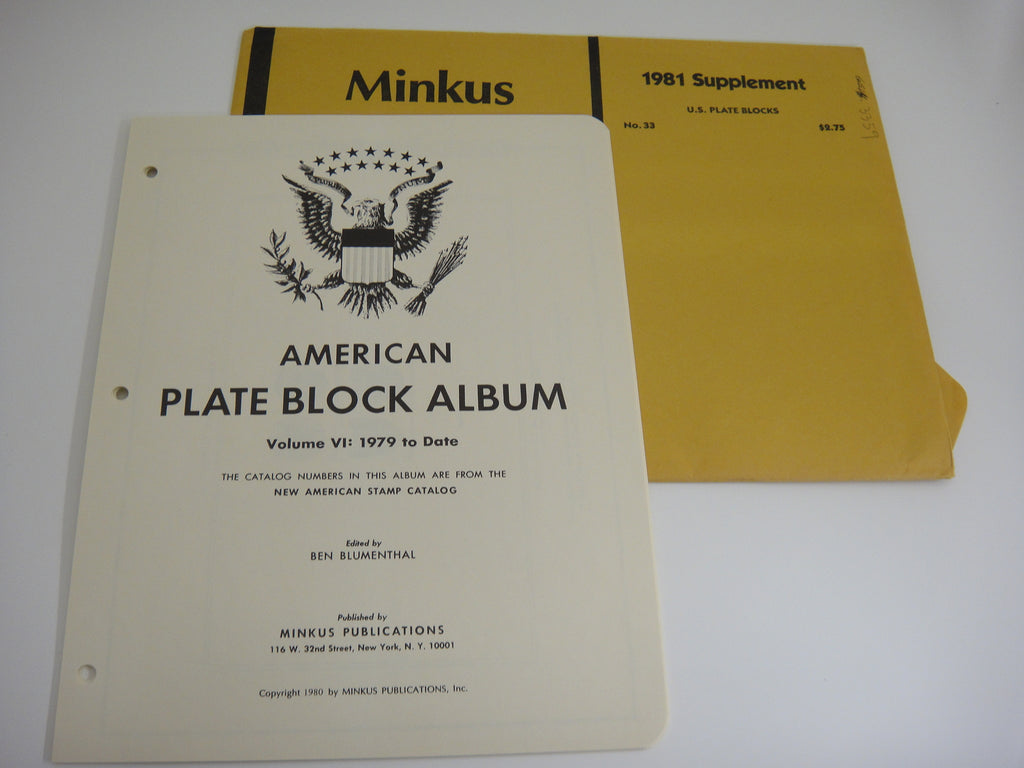 Minkus
1981 Supplement
U.S. PLATE BLOCKS
No. 33 $2.75
AMERICAN
PLATE BLOCK ALBUM
Volume VI: 1979 to Date
THE CATALOG NUMBERS IN THIS ALBUM ARE FROM THE
NEW AMERICAN STAMP CATALOG
Edited by
BEN BLUMENTHAL
Published by
MINKUS PUBLICATIONS
116 W. 32nd Street, New York, N. Y. 10001
Copyright 1980 by MINKUS PUBLICATIONS, Inc.